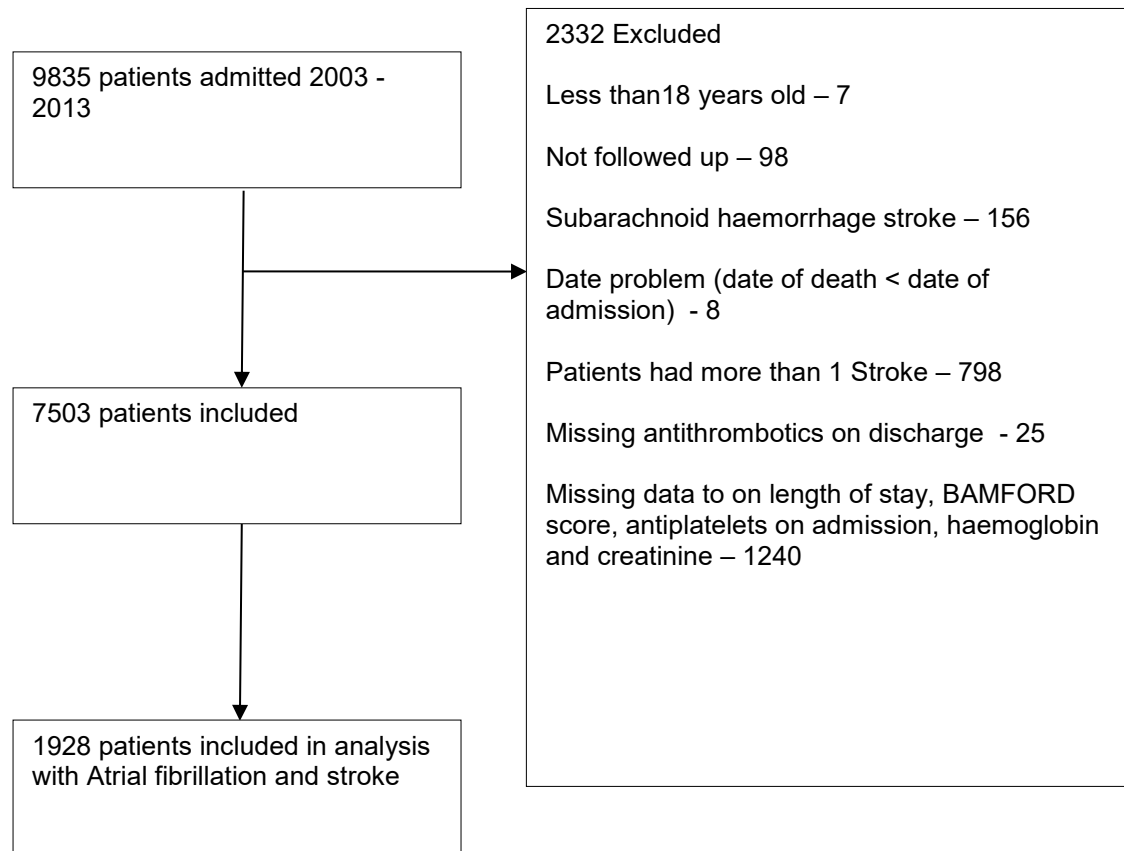 9835 patients admitted 2003 -
2013
2332 Excluded
Less than18 years old – 7
Not followed up – 98
Subarachnoid haemorrhage stroke – 156
Date problem (date of death < date of
admission)  - 8
Patients had more than 1 Stroke – 798
Missing antithrombotics on discharge  - 25
Missing data to on length of stay, BAMFORD
score, antiplatelets on admission, haemoglobin
and creatinine – 1240
7503 patients included
1928 patients included in analysis
with Atrial fibrillation and stroke